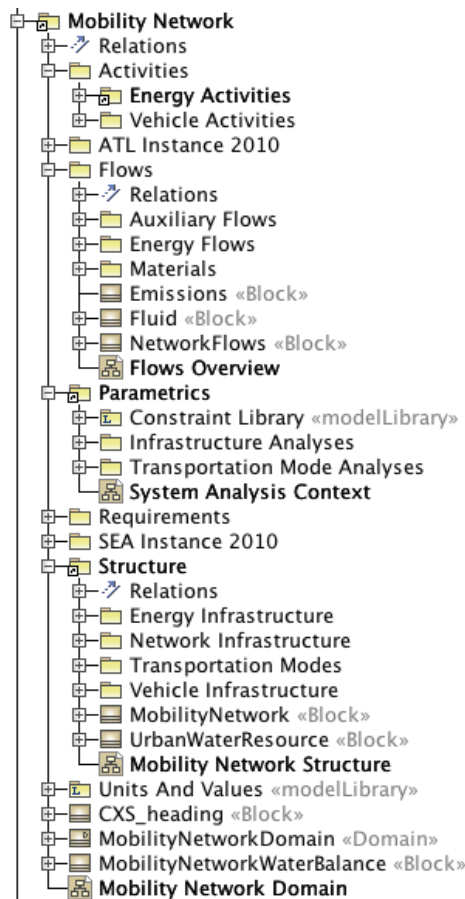 Mobility Network
Relations
Activities
Energy Activities
Vehicle Activities
ATL Instance 2010
Flows
Relations
Auxiliary Flows
Energy Flows
Materials
Emissions «Block»
Fluid «Block»
NetworkFlows «Block»
Flows Overview
Parametrics
Constraint Library «modelLibrary»
Infrastructure Analyses
Transportation Mode Analyses
System Analysis Context
Requirements
SEA Instance 2010
Structure
Relations
Energy Infrastructure
Network Infrastructure
Transportation Modes
Vehicle Infrastructure
MobilityNetwork «Block»
UrbanWaterResource «Block»
Mobility Network Structure
Units And Values «modelLibrary»
CXS_heading «Block»
MobilityNetworkDomain «Domain»
MobilityNetworkWaterBalance «Block»
Mobility Network Domain